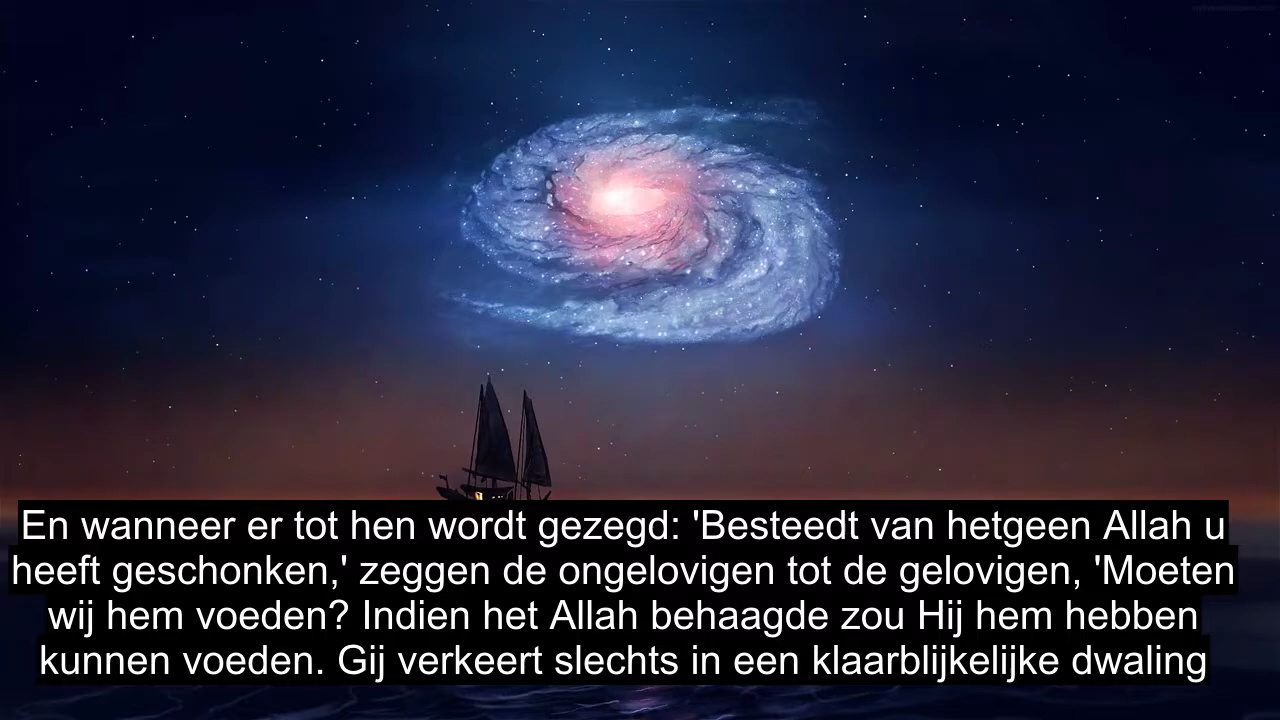 En wanneer er tot hen wordt gezegd: 'Besteedt van hetgeen Allah u
heeft geschonken,' zeggen de ongelovigen tot de gelovigen, 'Moeten
wij hem voeden? Indien het Allah behaagde zou Hij hem hebben
kunnen voeden. Gij verkeert slechts in een klaarblijkelijke dwaling